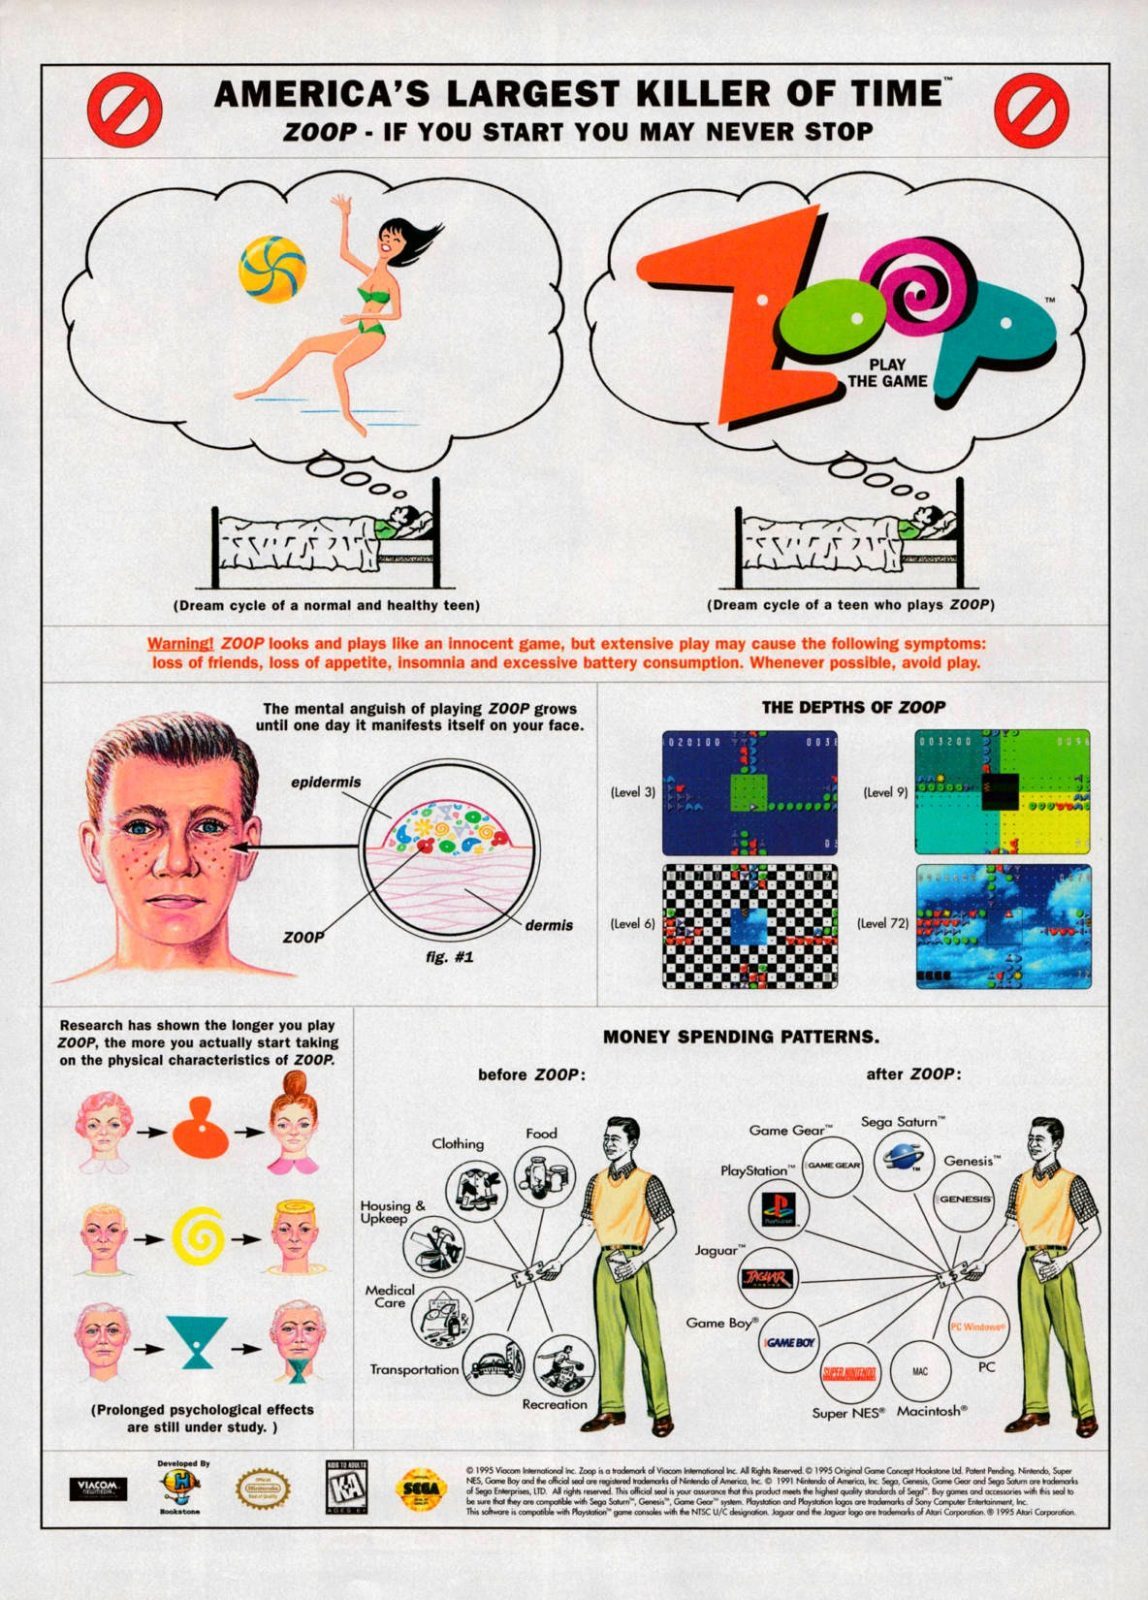 AMERICA'S LARGEST KILLER OF TIME™
ZOOP - IF YOU START YOU MAY NEVER STOP
ZOOP
™
PLAY
THE GAME
(Dream cycle of a normal and healthy teen)
(Dream cycle of a teen who plays ZOOP)
Warning! ZOOP looks and plays like an innocent game, but extensive play may cause the following symptoms:
loss of friends, loss of appetite, insomnia and excessive battery consumption. Whenever possible, avoid play.
The mental anguish of playing ZOOP grows
until one day it manifests itself on your face.
epidermis
ZOOP
dermis
fig. #1
THE DEPTHS OF ZOOP
(Level 3)
020100
(Level 9)
003200
(Level 6)
(Level 72)
Research has shown the longer you play
ZOOP, the more you actually start taking
on the physical characteristics of ZOOP.
(Prolonged psychological effects
are still under study. )
MONEY SPENDING PATTERNS.
before ZOOP:
Clothing
Food
Housing &
Upkeep
Medical
Care
Transportation
Recreation
after ZOOP:
Game Gear™
Sega Saturn™
PlayStation™
Genesis™
GAME GEAR
GENESIS
Jaguar™
JAGUAR
Game Boy®
GAME BOY
PC Windows®
PC
SUPER NINTENDO
MAC
Super NES®
Macintosh®
VIACOM
newmedia
Developed By
H
Hookstone
Official
Nintendo
Seal of Quality
KIDS TO ADULTS
K-A
AGES 6+
SEGA
© 1995 Viacom International Inc. Zoop is a trademark of Viacom International Inc. All Rights Reserved. © 1995 Original Game Concept Hookstone Ltd. Patent Pending. Nintendo, Super
NES, Game Boy and the official seal are registered trademarks of Nintendo of America, Inc. © 1991 Nintendo of America, Inc. Sega, Genesis, Game Gear and Sega Saturn are trademarks
of Sega Enterprises, LTD. All rights reserved. This official seal is your assurance that this product meets the highest quality standards of Sega™. Buy games and accessories with this seal to
be sure that they are compatible with Sega Saturn™, Genesis™, Game Gear™ system. Playstation and Playstation logos are trademarks of Sony Computer Entertainment, Inc.
This software is compatible with Playstation™ game consoles with the NTSC U/C designation. Jaguar and the Jaguar logo are trademarks of Atari Corporation. ® 1995 Atari Corporation.